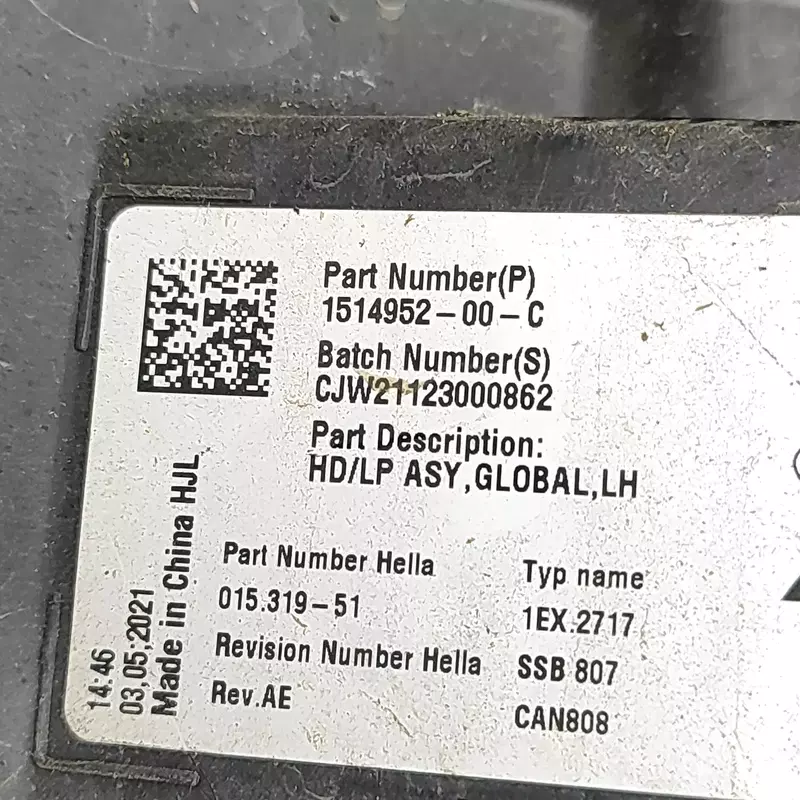 Part Number(P)
1514952-00-C
Batch Number(S)
CJW21123000862
Part Description:
HD/LP ASY,GLOBAL,LH
Part Number Hella
015.319-51
Revision Number Hella
Rev.AE
Typ name
1EX.2717
SSB 807
CAN808
14:46
03,05,2021
Made in China HJL